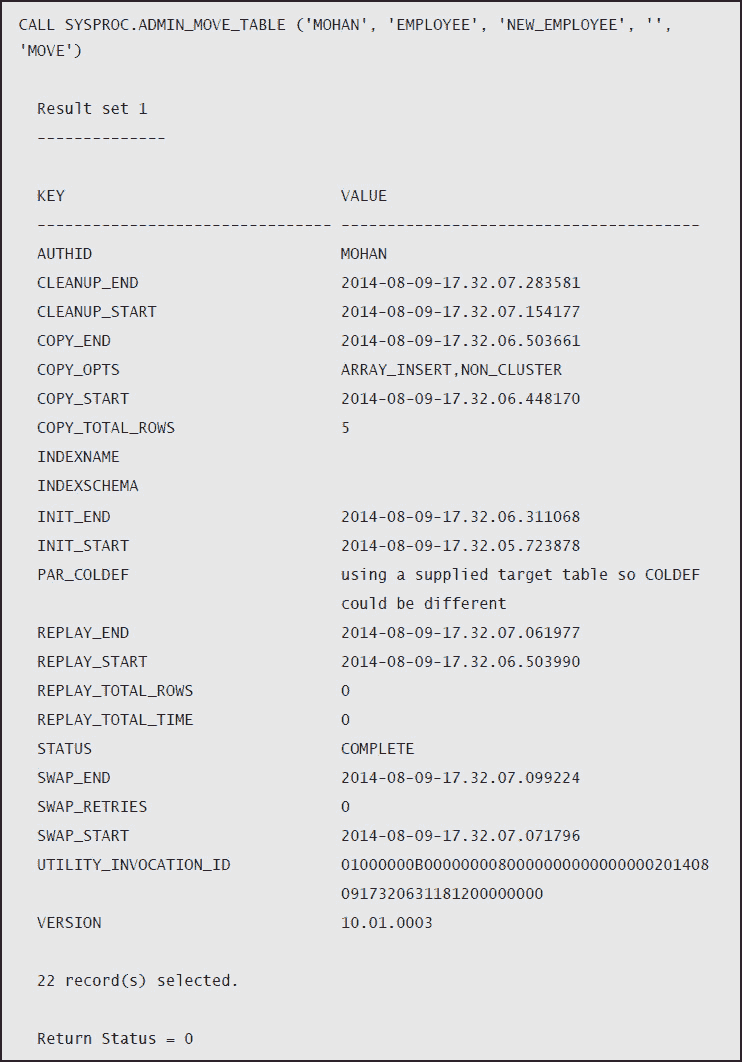 CALL SYSPROC.ADMIN_MOVE_TABLE ('MOHAN', 'EMPLOYEE', 'NEW_EMPLOYEE', '',
'MOVE')
Result set 1
--------------
KEY VALUE
-------------------------------- ---------------------------------------
AUTHID MOHAN
CLEANUP_END 2014-08-09-17.32.07.283581
CLEANUP_START 2014-08-09-17.32.07.154177
COPY_END 2014-08-09-17.32.06.503661
COPY_OPTS ARRAY_INSERT,NON_CLUSTER
COPY_START 2014-08-09-17.32.06.448170
COPY_TOTAL_ROWS 5
INDEXNAME
INDEXSCHEMA
INIT_END 2014-08-09-17.32.06.311068
INIT_START 2014-08-09-17.32.05.723878
PAR_COLDEF using a supplied target table so COLDEF
could be different
REPLAY_END 2014-08-09-17.32.07.061977
REPLAY_START 2014-08-09-17.32.06.503990
REPLAY_TOTAL_ROWS 0
REPLAY_TOTAL_TIME 0
STATUS COMPLETE
SWAP_END 2014-08-09-17.32.07.099224
SWAP_RETRIES 0
SWAP_START 2014-08-09-17.32.07.071796
UTILITY_INVOCATION_ID 01000000B0000000080000000000000000201408
0917320631181200000000
VERSION 10.01.0003
22 record(s) selected.
Return Status = 0